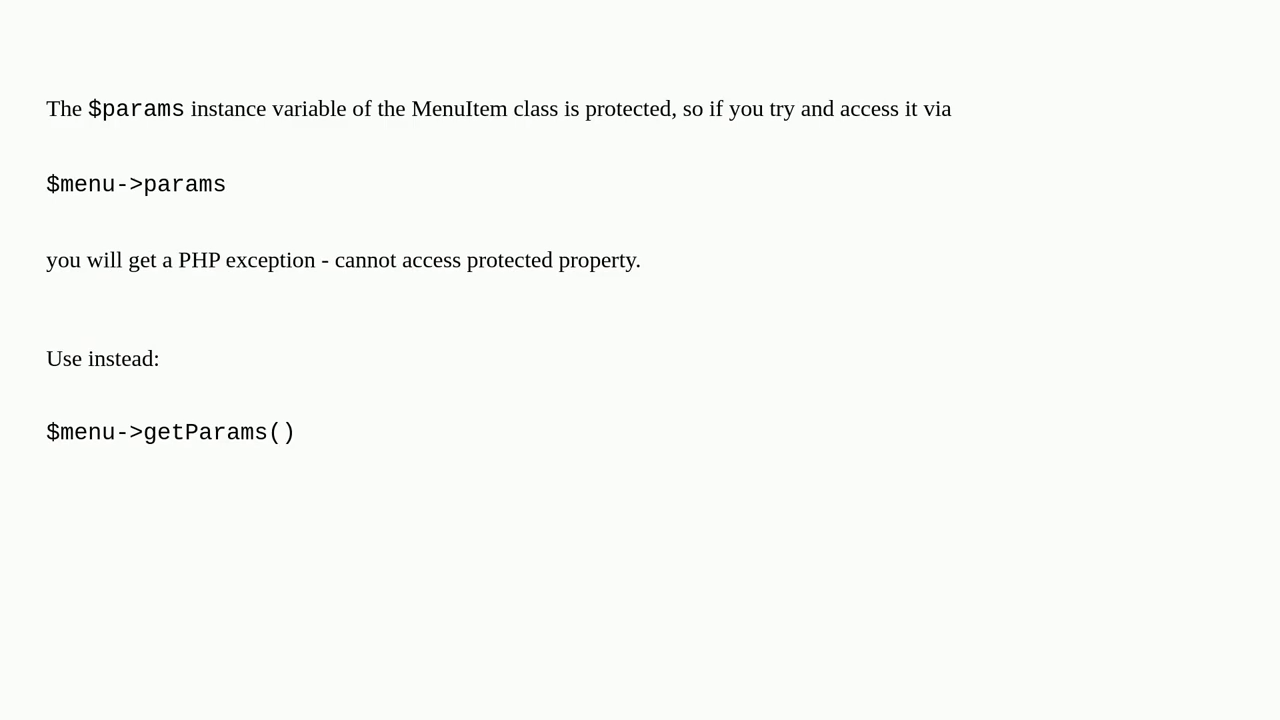 The $params instance variable of the MenuItem class is protected, so if you try and access it via
$menu->params
you will get a PHP exception - cannot access protected property.
Use instead:
$menu->getParams()